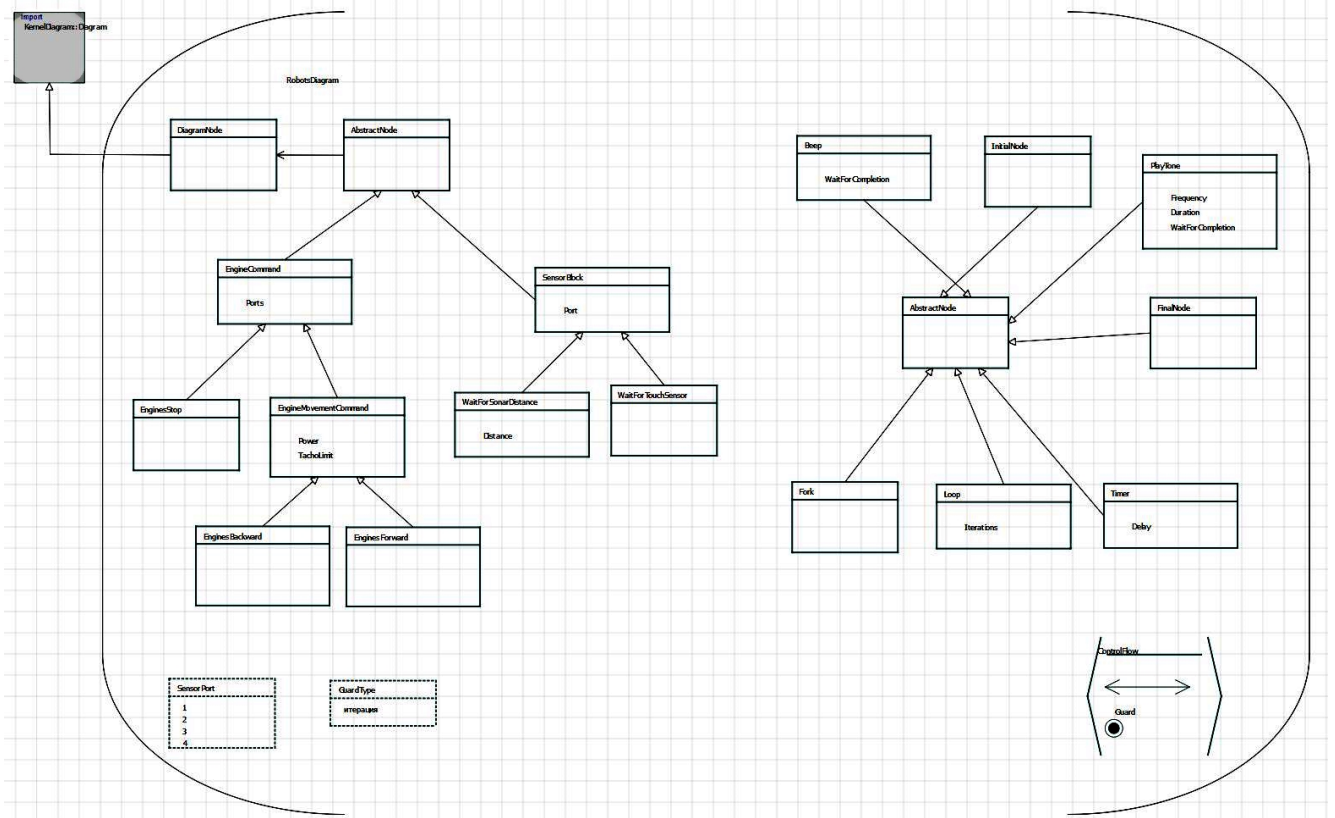 Import
KernelDiagram::Diagram
RobotsDiagram
DiagramNode
AbstractNode
EngineCommand
Ports
SensorBlock
Port
EnginesStop
EngineMovementCommand
Power
TachoLimit
WaitForSonarDistance
Distance
WaitForTouchSensor
EnginesBackward
EnginesForward
SensorPort
1
2
3
4
GuardType
итерация
Beep
WaitForCompletion
InitialNode
PlayTone
Frequency
Duration
WaitForCompletion
AbstractNode
FinalNode
Fork
Loop
Iterations
Timer
Delay
ControlFlow
Guard